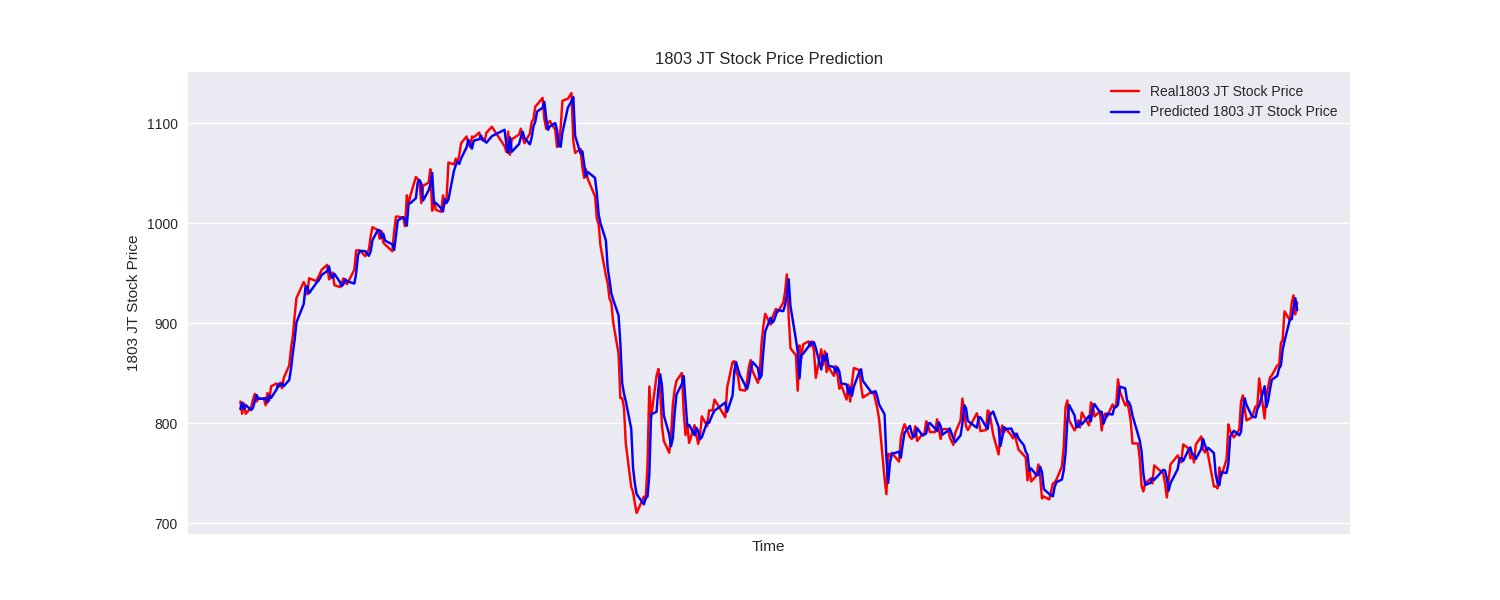 1803 JT Stock Price Prediction
Real1803 JT Stock Price
Predicted 1803 JT Stock Price
1803 JT Stock Price
1100
1000
900
800
700
Time